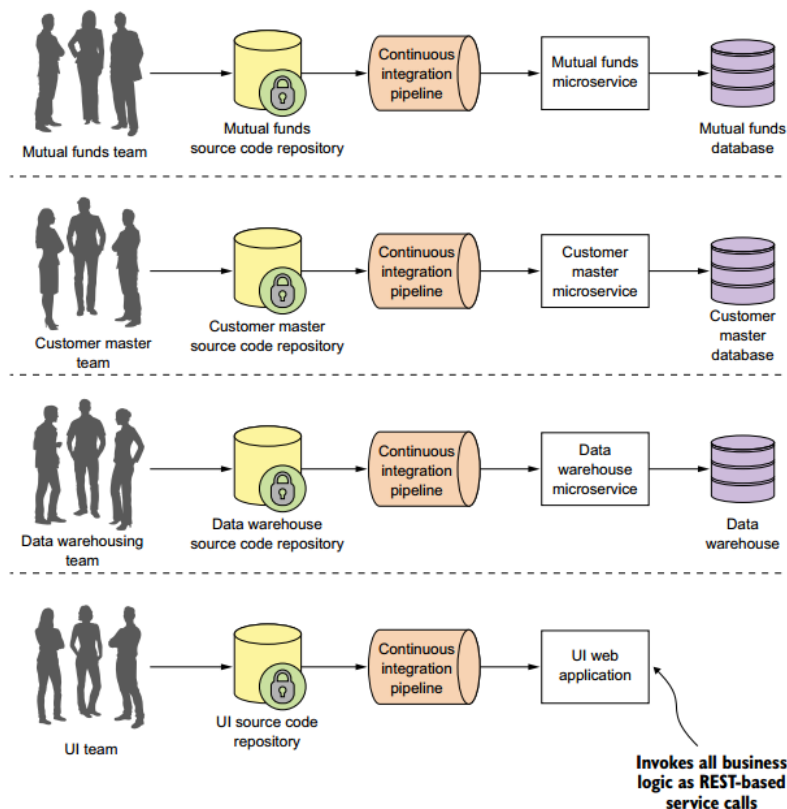 Continuous
integration
pipeline
Mutual funds
microservice
Mutual funds team
Mutual funds
source code repository
Mutual funds
database
Continuous
integration
pipeline
Customer
master
microservice
Customer master
team
Customer master
source code repository
Customer
master
database
Continuous
integration
pipeline
Data
warehouse
microservice
Data warehousing
team
Data warehouse
source code repository
Data
warehouse
Continuous
integration
pipeline
UI web
application
UI team
UI source code
repository
Invokes all business
logic as REST-based
service calls